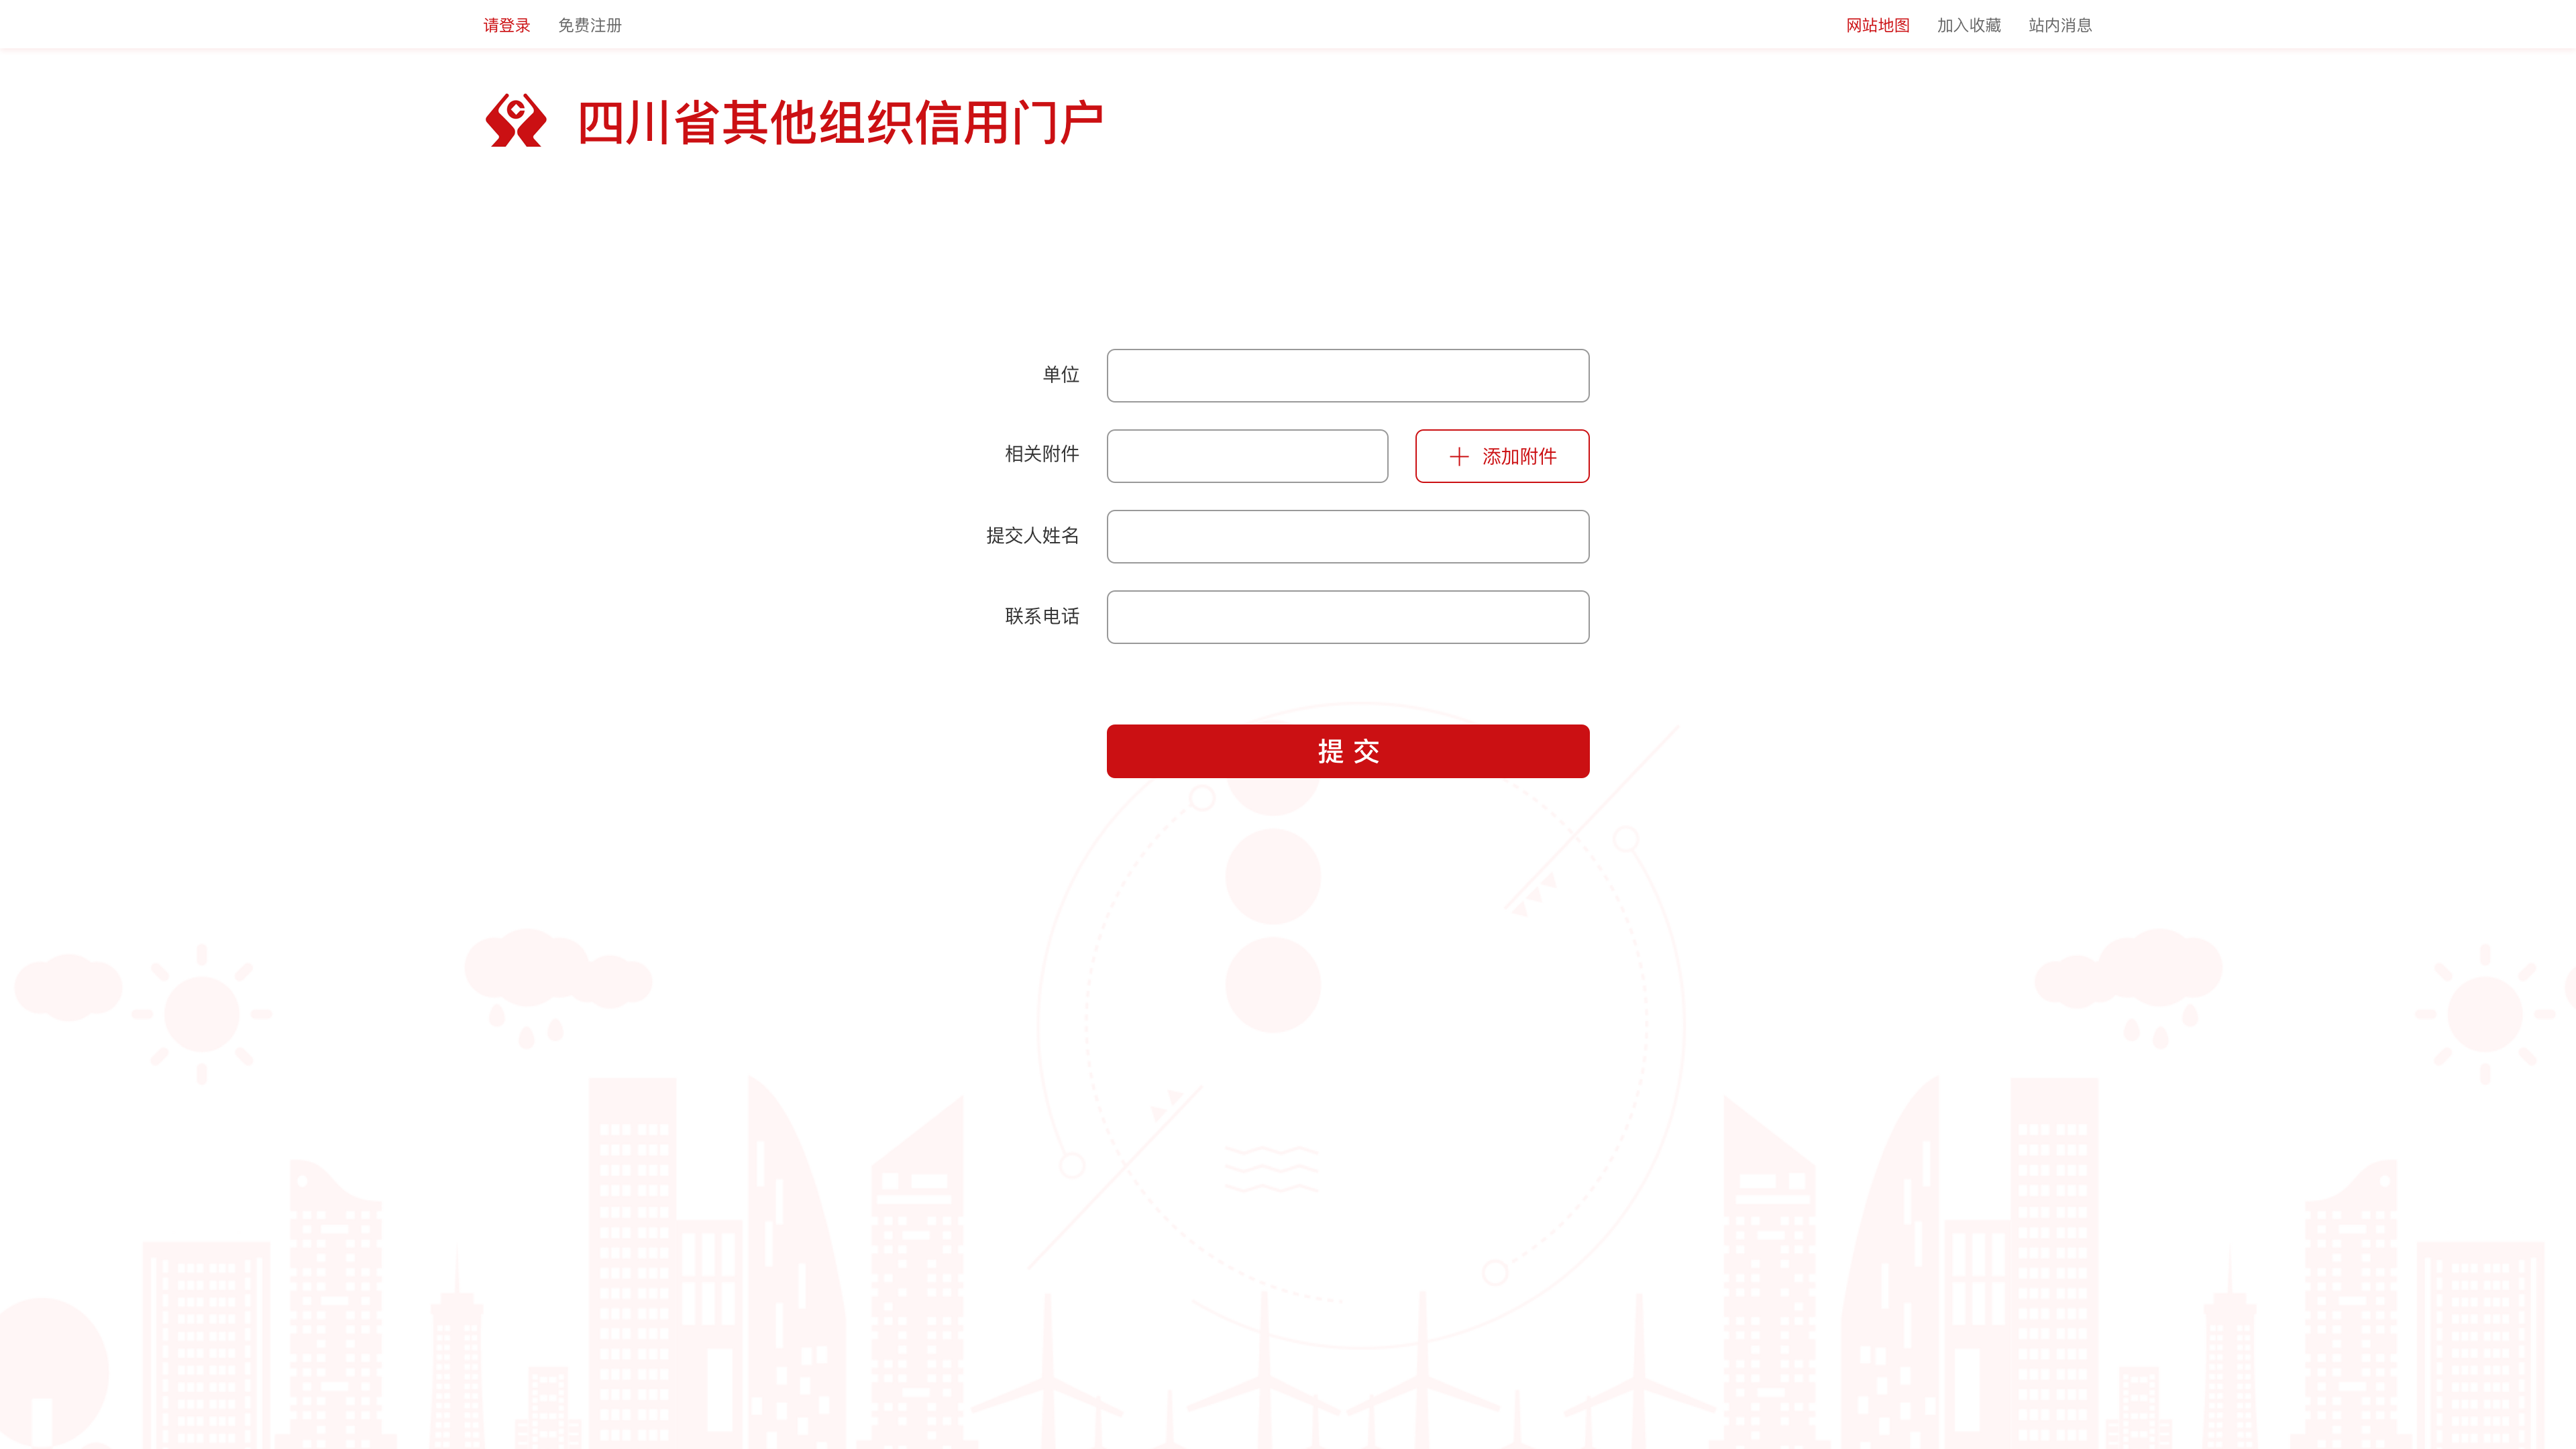 请登录 免费注册 网站地图 加入收藏 站内消息
四川省其他组织信用门户
单位
相关附件 添加附件
提交人姓名
联系电话
提交